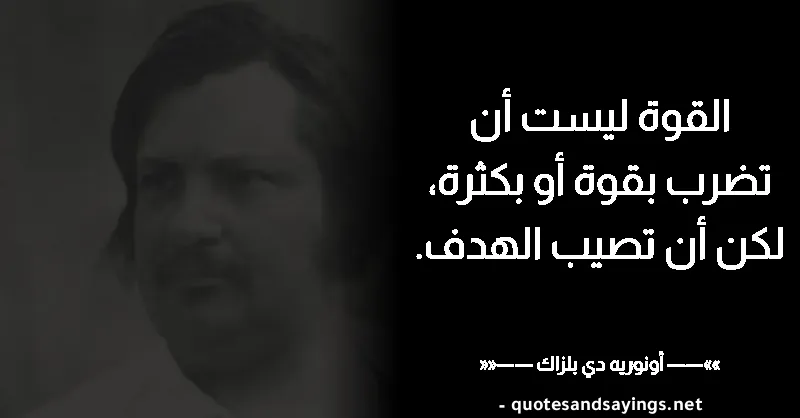 القوة ليست أن
تضرب بقوة أو بكثرة،
لكن أن تصيب الهدف.
»»—— أونوريه دي بلزاك ——««
- quotesandsayings.net